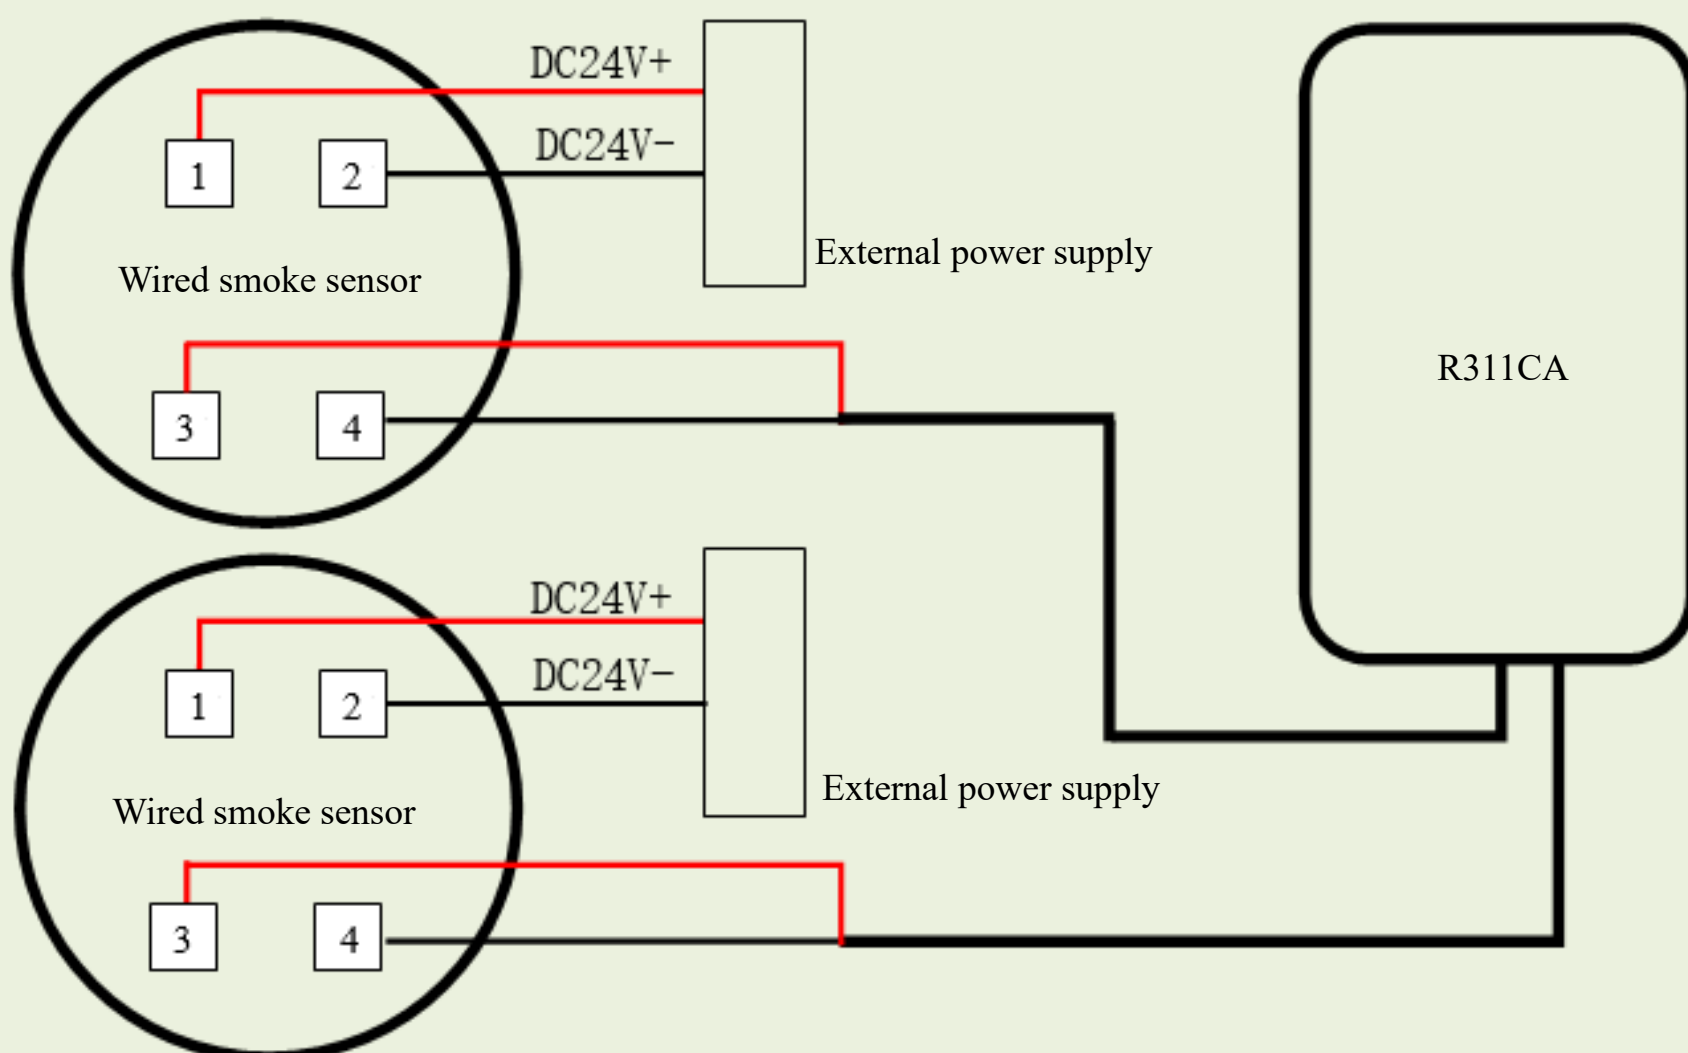 DC24V+
1
2
DC24V-
External power supply
Wired smoke sensor
3
4
R311CA
DC24V+
1
2
DC24V-
External power supply
Wired smoke sensor
3
4